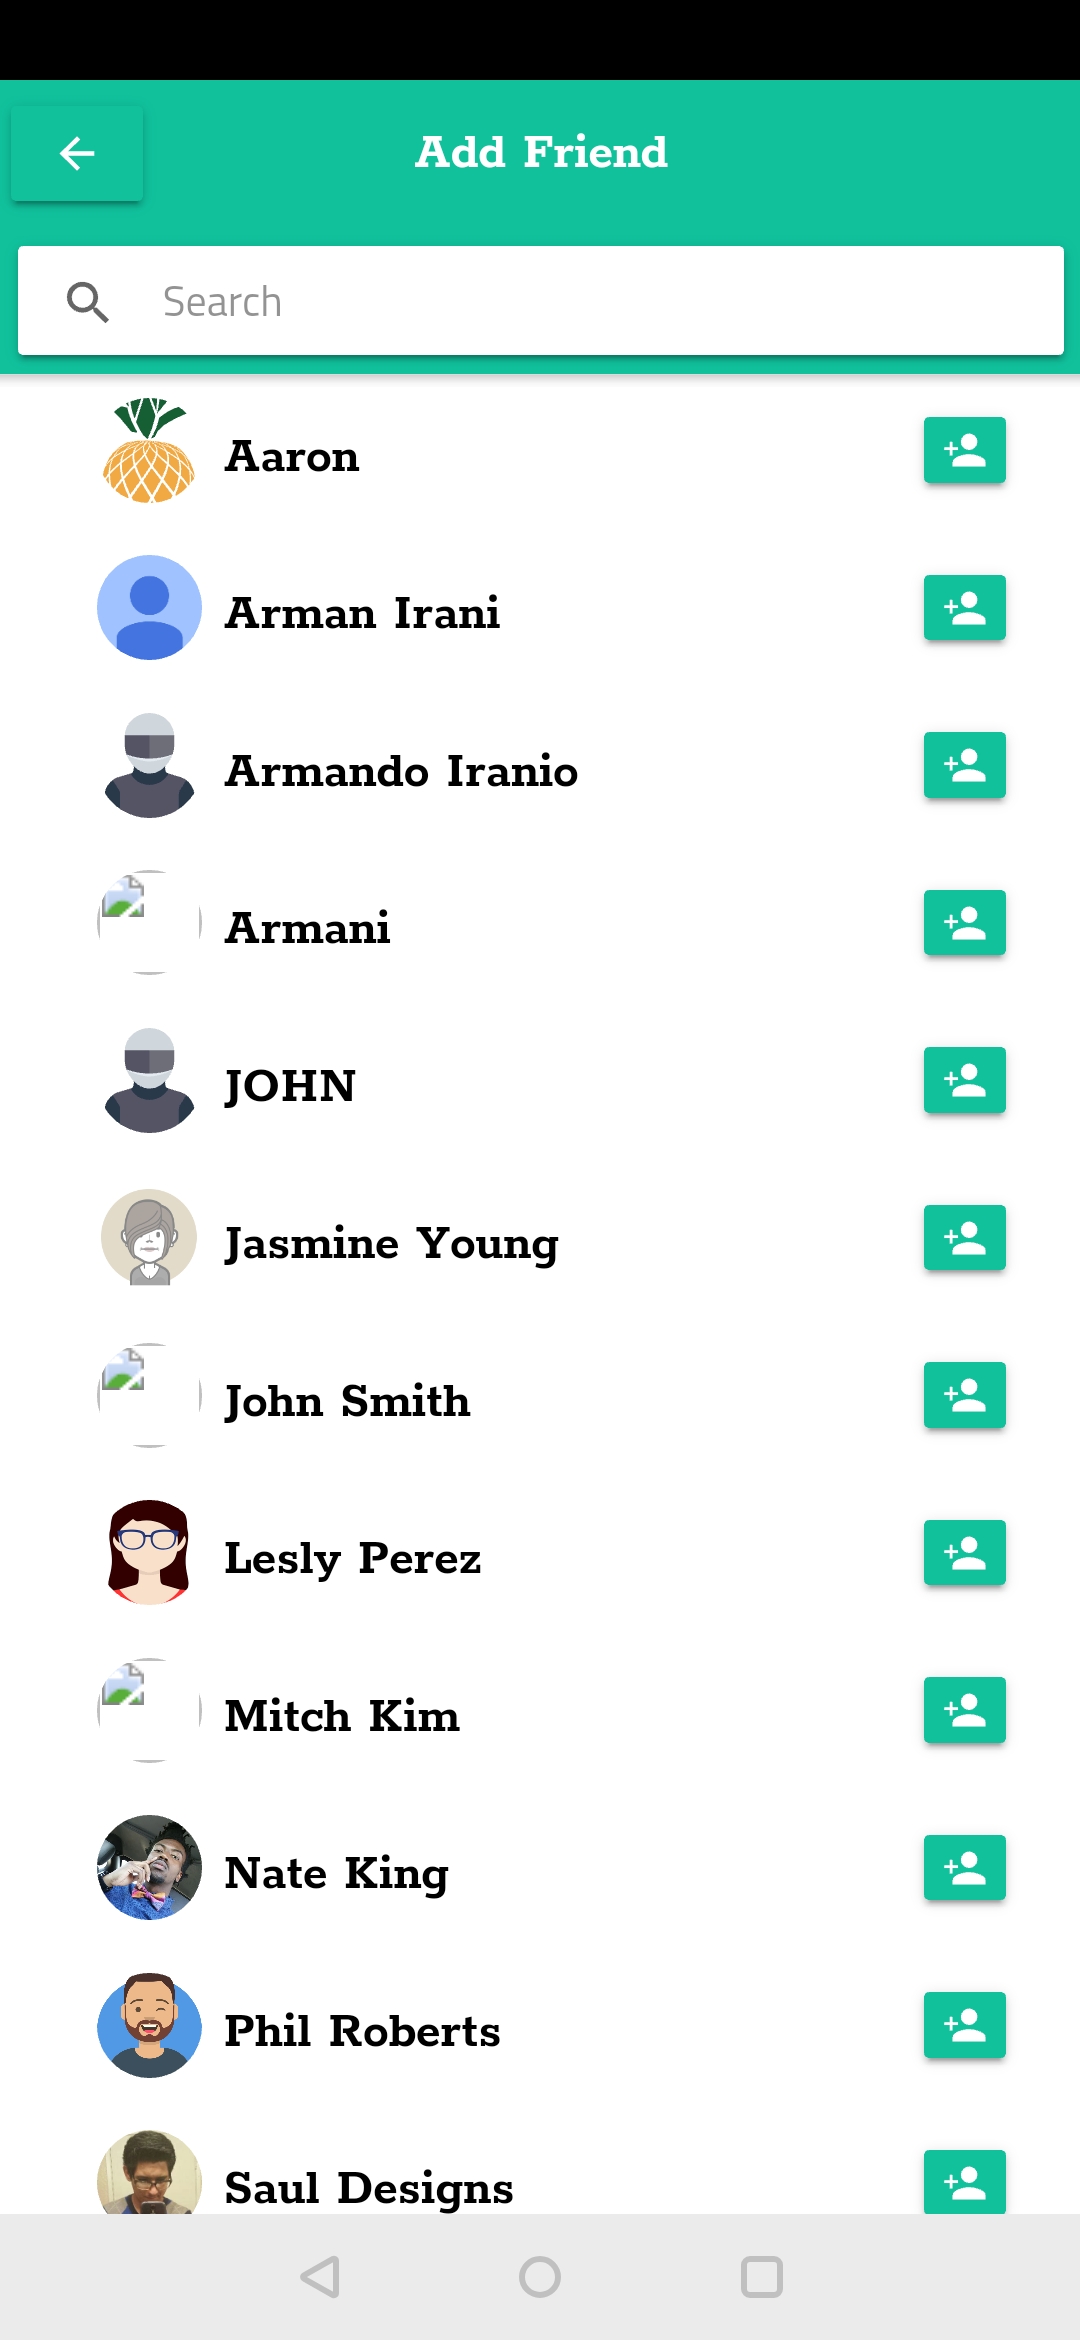 Add Friend
Search
Aaron
Arman Irani
Armando Iranio
Armani
JOHN
Jasmine Young
John Smith
Lesly Perez
Mitch Kim
Nate King
Phil Roberts
Saul Designs